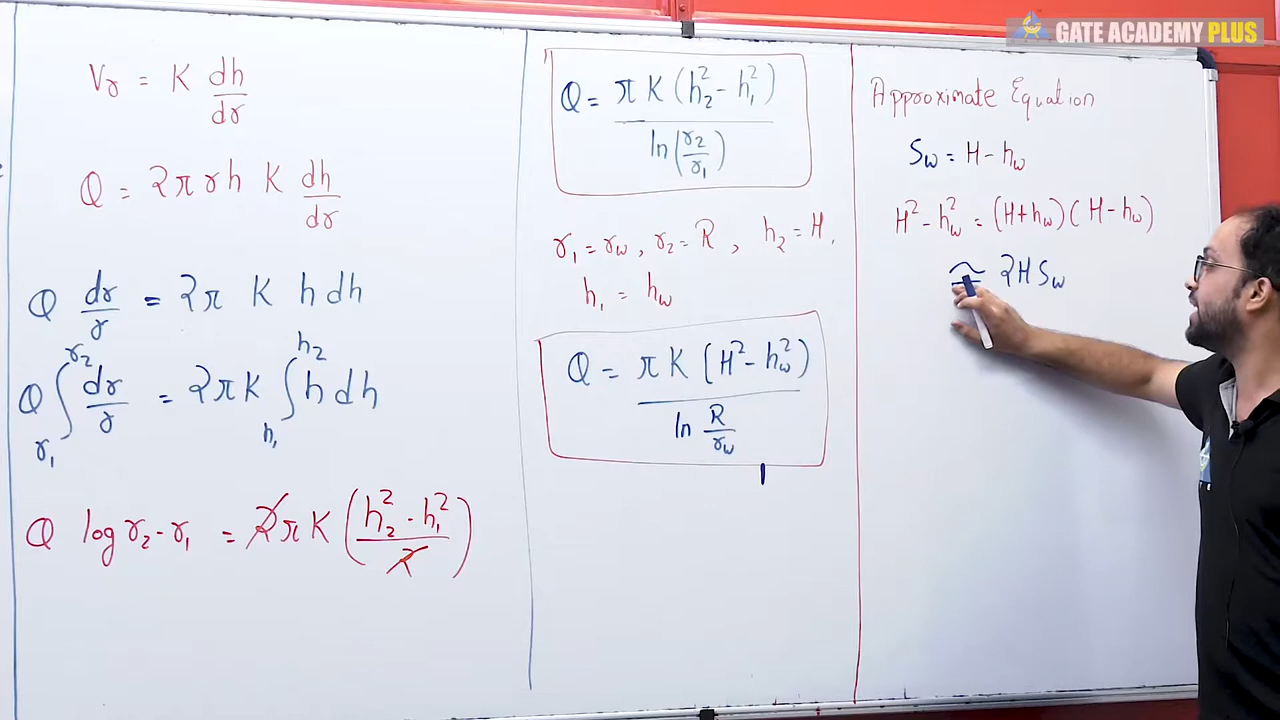 GATE ACADEMY PLUS
Vr = K dh/dr
Q = 2πrh K dh/dr
Q dr/r = 2π K h dh
Q ∫_{r1}^{r2} dr/r = 2πK ∫_{h1}^{h2} h dh
Q log r2 - r1 = 2πK ((h2² - h1²)/2)
Q = πK (h2² - h1²) / ln(r2/r1)
r1 = rw, r2 = R, h2 = H,
h1 = hw
Q = πK (H² - hw²) / ln R/rw
Approximate Equation
Sw = H - hw
H² - hw² = (H+hw)(H - hw)
≅ 2H Sw